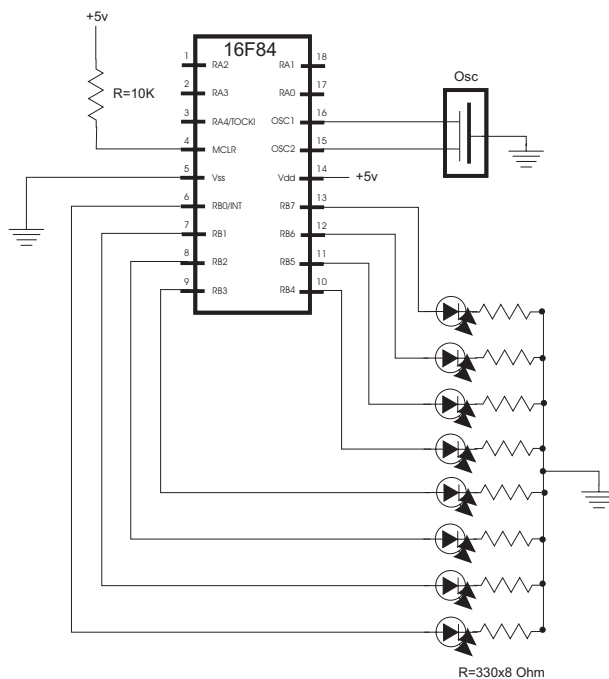 +5v
R=10K
16F84
1 RA2 RA1 18
2 RA3 RA0 17
3 RA4/TOCKI OSC1 16
4 MCLR OSC2 15
5 Vss Vdd 14 +5v
6 RB0/INT RB7 13
7 RB1 RB6 12
8 RB2 RB5 11
9 RB3 RB4 10
Osc
R=330x8 Ohm